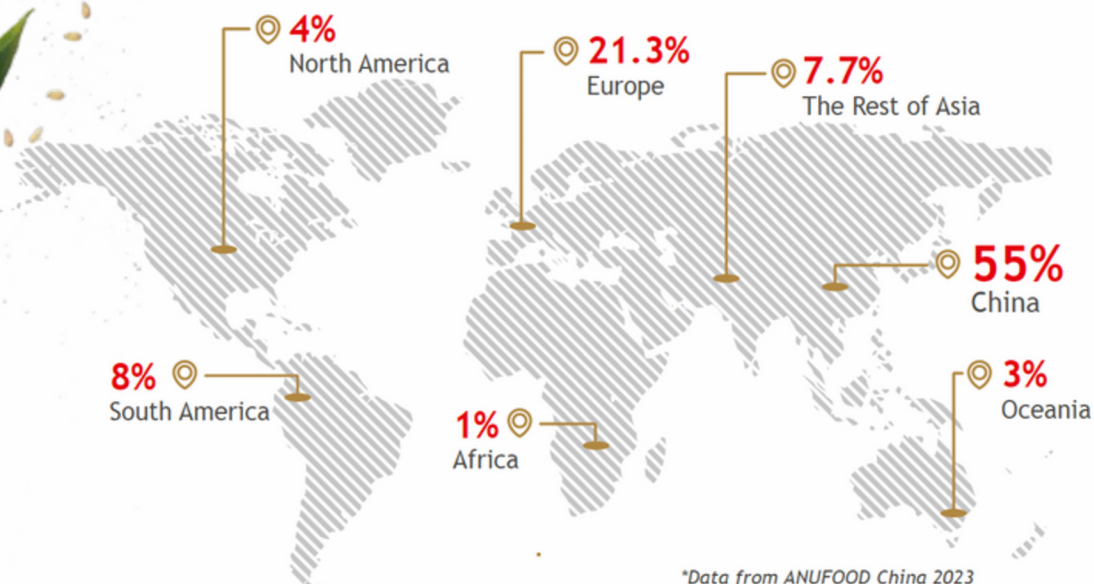 4%
North America
21.3%
Europe
7.7%
The Rest of Asia
55%
China
8%
South America
1%
Africa
3%
Oceania
*Data from ANUFOOD China 2023